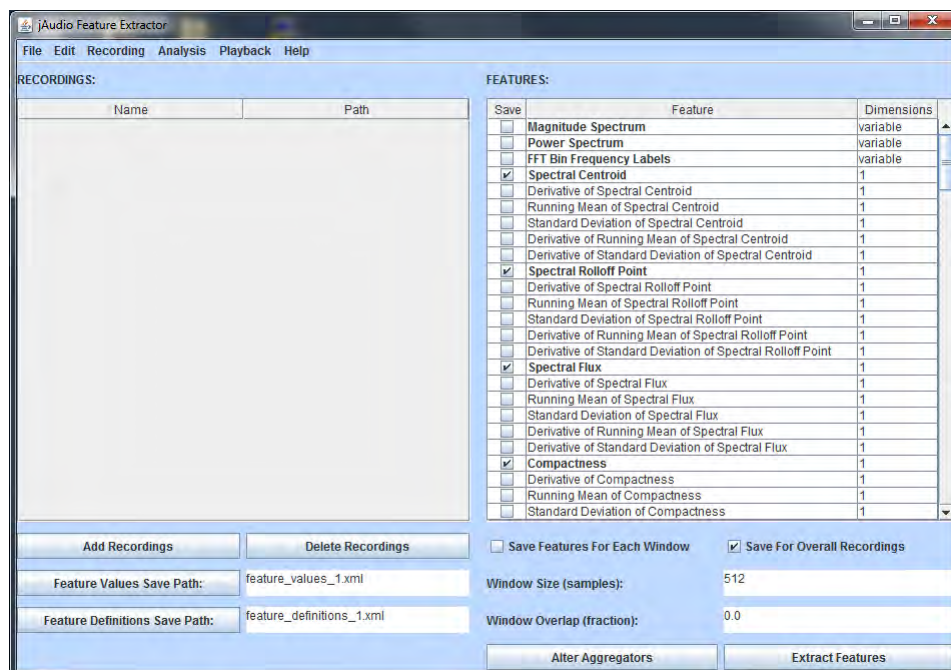 jAudio Feature Extractor
File Edit Recording Analysis Playback Help
RECORDINGS:
Name Path
Add Recordings Delete Recordings
Feature Values Save Path: feature_values_1.xml
Feature Definitions Save Path: feature_definitions_1.xml
FEATURES:
Save Feature Dimensions
Magnitude Spectrum variable
Power Spectrum variable
FFT Bin Frequency Labels variable
Spectral Centroid 1
Derivative of Spectral Centroid 1
Running Mean of Spectral Centroid 1
Standard Deviation of Spectral Centroid 1
Derivative of Running Mean of Spectral Centroid 1
Derivative of Standard Deviation of Spectral Centroid 1
Spectral Rolloff Point 1
Derivative of Spectral Rolloff Point 1
Running Mean of Spectral Rolloff Point 1
Standard Deviation of Spectral Rolloff Point 1
Derivative of Running Mean of Spectral Rolloff Point 1
Derivative of Standard Deviation of Spectral Rolloff Point 1
Spectral Flux 1
Derivative of Spectral Flux 1
Running Mean of Spectral Flux 1
Standard Deviation of Spectral Flux 1
Derivative of Running Mean of Spectral Flux 1
Derivative of Standard Deviation of Spectral Flux 1
Compactness 1
Derivative of Compactness 1
Running Mean of Compactness 1
Standard Deviation of Compactness 1
Save Features For Each Window Save For Overall Recordings
Window Size (samples): 512
Window Overlap (fraction): 0.0
Alter Aggregators Extract Features